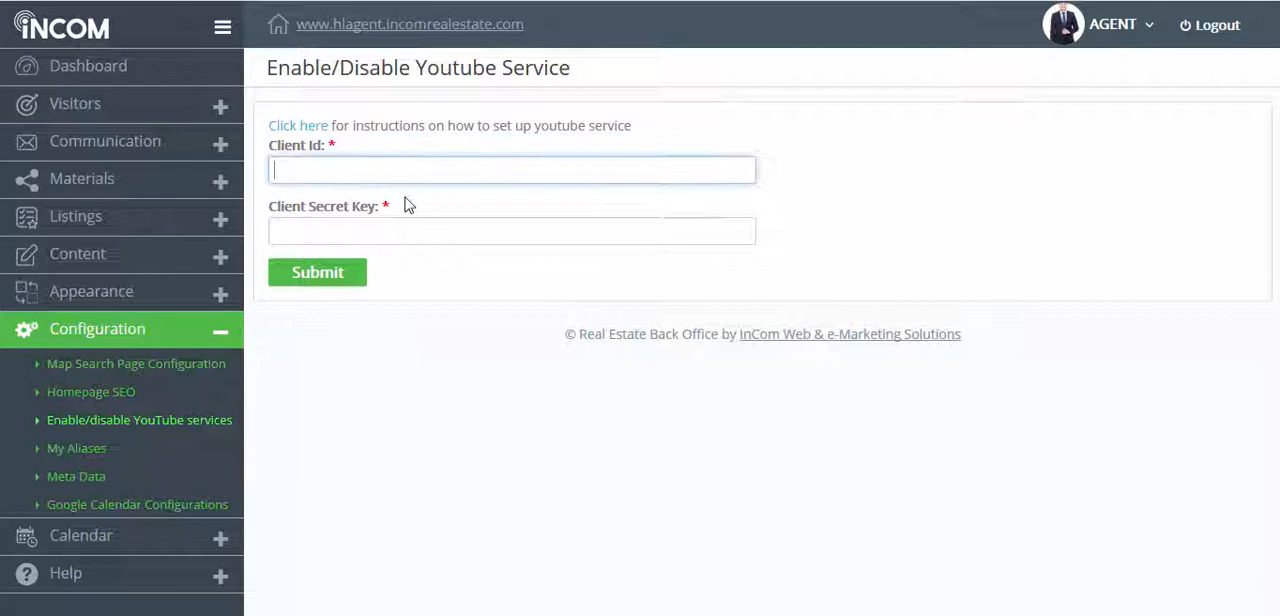 INCOM
www.hlagent.incomrealestate.com
AGENT
Logout
Dashboard
Visitors
Communication
Materials
Listings
Content
Appearance
Configuration
Map Search Page Configuration
Homepage SEO
Enable/disable YouTube services
My Aliases
Meta Data
Google Calendar Configurations
Calendar
Help
Enable/Disable Youtube Service
Click here for instructions on how to set up youtube service
Client Id: *
Client Secret Key: *
Submit
© Real Estate Back Office by InCom Web & e-Marketing Solutions